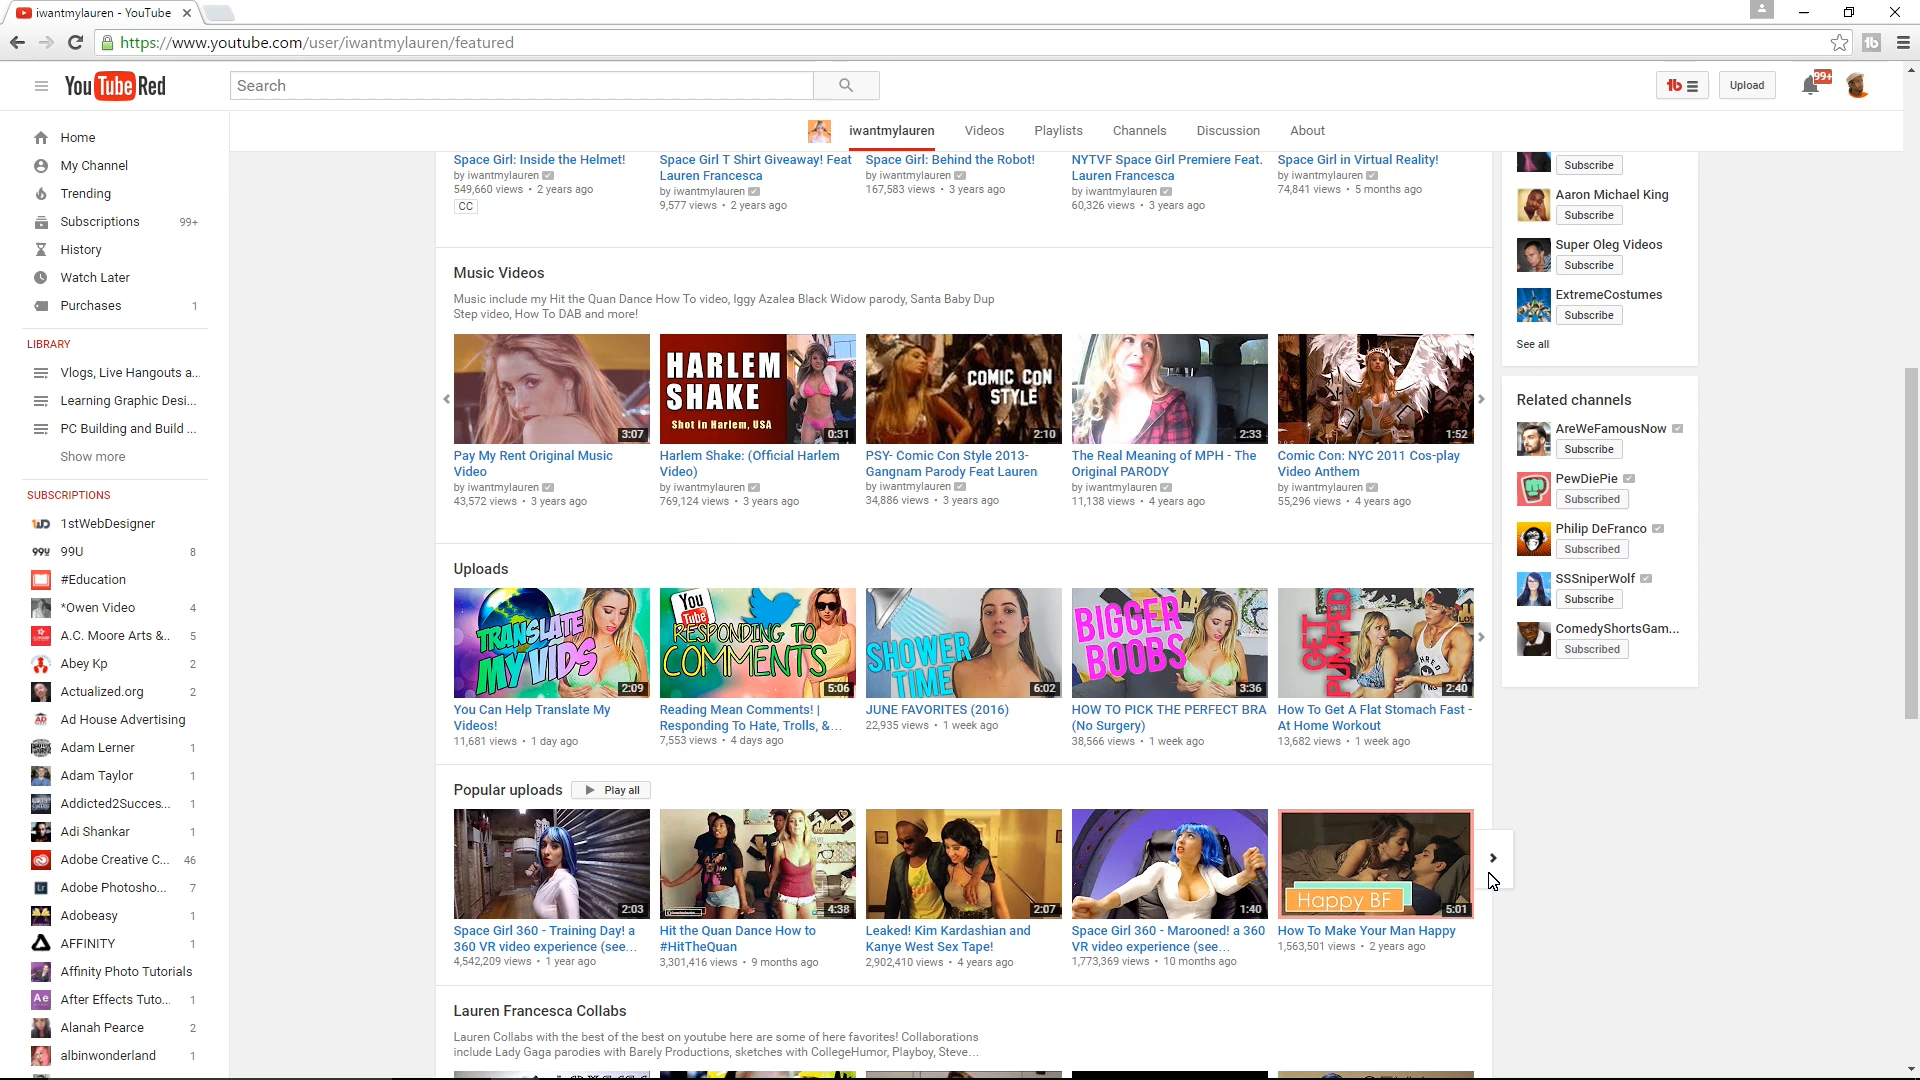 iwantmylauren - YouTube
https://www.youtube.com/user/iwantmylauren/featured
YouTube Red
Search
Upload
99+
iwantmylauren
Videos
Playlists
Channels
Discussion
About
Home
My Channel
Trending
Subscriptions 99+
History
Watch Later
Purchases 1
LIBRARY
Vlogs, Live Hangouts a...
Learning Graphic Desi...
PC Building and Build ...
Show more
SUBSCRIPTIONS
1stWebDesigner
99U 8
#Education
*Owen Video 4
A.C. Moore Arts &.. 5
Abey Kp 2
Actualized.org 2
Ad House Advertising
Adam Lerner 1
Adam Taylor 1
Addicted2Succes... 1
Adi Shankar 1
Adobe Creative C... 46
Adobe Photosho... 7
Adobeasy 1
AFFINITY 1
Affinity Photo Tutorials
After Effects Tuto... 1
Alanah Pearce 2
albinwonderland 1
Space Girl: Inside the Helmet!
by iwantmylauren
549,660 views • 2 years ago
CC
Space Girl T Shirt Giveaway! Feat
Lauren Francesca
by iwantmylauren
9,577 views • 2 years ago
Space Girl: Behind the Robot!
by iwantmylauren
167,583 views • 3 years ago
NYTVF Space Girl Premiere Feat.
Lauren Francesca
by iwantmylauren
60,326 views • 3 years ago
Space Girl in Virtual Reality!
by iwantmylauren
74,841 views • 5 months ago
Music Videos
Music include my Hit the Quan Dance How To video, Iggy Azalea Black Widow parody, Santa Baby Dup
Step video, How To DAB and more!
3:07
Pay My Rent Original Music
Video
by iwantmylauren
43,572 views • 3 years ago
HARLEM
SHAKE
Shot in Harlem, USA
0:31
Harlem Shake: (Official Harlem
Video)
by iwantmylauren
769,124 views • 3 years ago
COMIC CON
STYLE
2:10
PSY- Comic Con Style 2013-
Gangnam Parody Feat Lauren
by iwantmylauren
34,886 views • 3 years ago
2:33
The Real Meaning of MPH - The
Original PARODY
by iwantmylauren
11,138 views • 4 years ago
1:52
Comic Con: NYC 2011 Cos-play
Video Anthem
by iwantmylauren
55,296 views • 4 years ago
Uploads
TRANSLATE
MY VIDS
2:09
You Can Help Translate My
Videos!
11,681 views • 1 day ago
You
Tube
RESPONDING TO
COMMENTS
5:06
Reading Mean Comments! |
Responding To Hate, Trolls, &...
7,553 views • 4 days ago
SHOWER
TIME
6:02
JUNE FAVORITES (2016)
22,935 views • 1 week ago
BIGGER
BOOBS
3:36
HOW TO PICK THE PERFECT BRA
(No Surgery)
38,566 views • 1 week ago
GET
PUMPED
2:40
How To Get A Flat Stomach Fast -
At Home Workout
13,682 views • 1 week ago
Popular uploads
Play all
2:03
Space Girl 360 - Training Day! a
360 VR video experience (see...
4,542,209 views • 1 year ago
4:38
Hit the Quan Dance How to
#HitTheQuan
3,301,416 views • 9 months ago
2:07
Leaked! Kim Kardashian and
Kanye West Sex Tape!
2,902,410 views • 4 years ago
1:40
Space Girl 360 - Marooned! a 360
VR video experience (see...
1,773,369 views • 10 months ago
Happy BF
5:01
How To Make Your Man Happy
1,563,501 views • 2 years ago
Lauren Francesca Collabs
Lauren Collabs with the best of the best on youtube here are some of here favorites! Collaborations
include Lady Gaga parodies with Barely Productions, sketches with CollegeHumor, Playboy, Steve...
Subscribe
Aaron Michael King
Subscribe
Super Oleg Videos
Subscribe
ExtremeCostumes
Subscribe
See all
Related channels
AreWeFamousNow
Subscribe
PewDiePie
Subscribed
Philip DeFranco
Subscribed
SSSniperWolf
Subscribe
ComedyShortsGam...
Subscribed